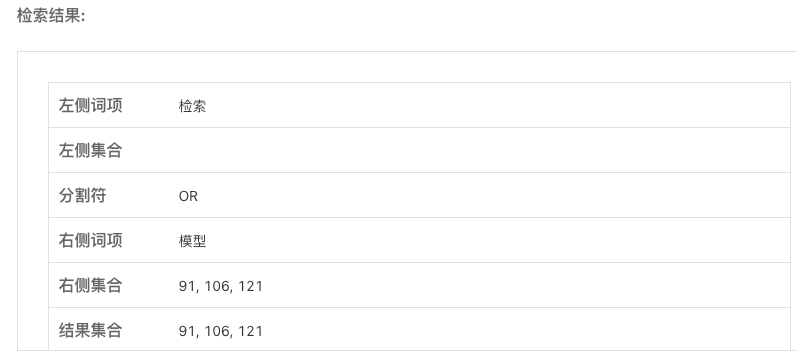 检索结果:
左侧词项 检索
左侧集合
分割符 OR
右侧词项 模型
右侧集合 91, 106, 121
结果集合 91, 106, 121